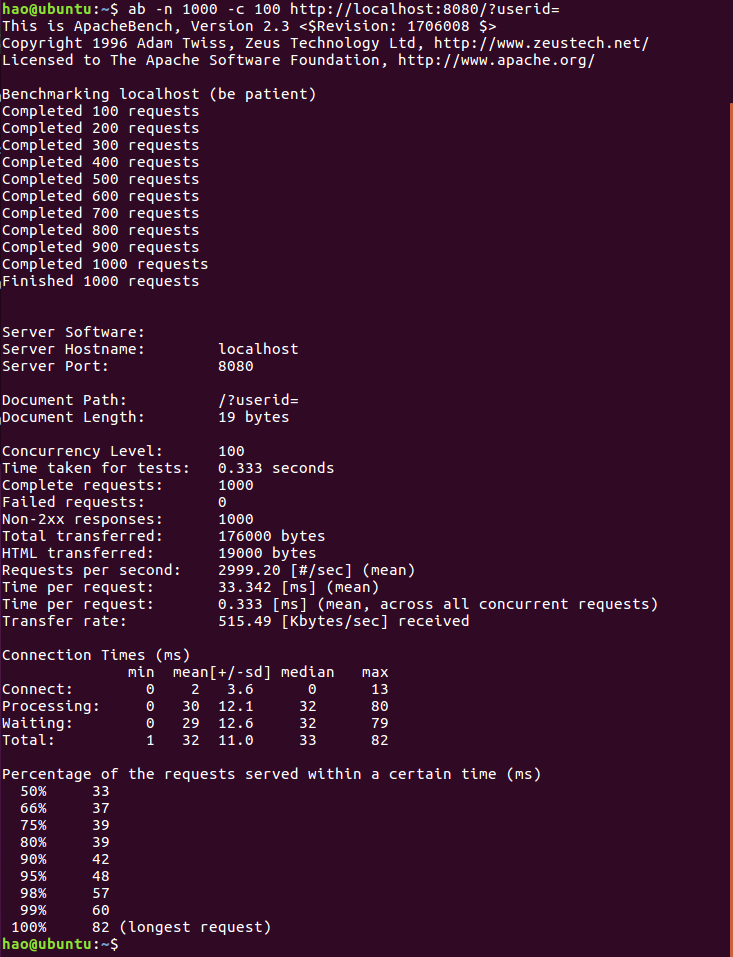 hao@ubuntu:~$ ab -n 1000 -c 100 http://localhost:8080/?userid=
This is ApacheBench, Version 2.3 <$Revision: 1706008 $>
Copyright 1996 Adam Twiss, Zeus Technology Ltd, http://www.zeustech.net/
Licensed to The Apache Software Foundation, http://www.apache.org/

Benchmarking localhost (be patient)
Completed 100 requests
Completed 200 requests
Completed 300 requests
Completed 400 requests
Completed 500 requests
Completed 600 requests
Completed 700 requests
Completed 800 requests
Completed 900 requests
Completed 1000 requests
Finished 1000 requests


Server Software:
Server Hostname:        localhost
Server Port:            8080

Document Path:          /?userid=
Document Length:        19 bytes

Concurrency Level:      100
Time taken for tests:   0.333 seconds
Complete requests:      1000
Failed requests:        0
Non-2xx responses:      1000
Total transferred:      176000 bytes
HTML transferred:       19000 bytes
Requests per second:    2999.20 [#/sec] (mean)
Time per request:       33.342 [ms] (mean)
Time per request:       0.333 [ms] (mean, across all concurrent requests)
Transfer rate:          515.49 [Kbytes/sec] received

Connection Times (ms)
              min  mean[+/-sd] median   max
Connect:        0    2   3.6      0      13
Processing:     0   30  12.1     32      80
Waiting:        0   29  12.6     32      79
Total:          1   32  11.0     33      82

Percentage of the requests served within a certain time (ms)
  50%     33
  66%     37
  75%     39
  80%     39
  90%     42
  95%     48
  98%     57
  99%     60
 100%     82 (longest request)
hao@ubuntu:~$